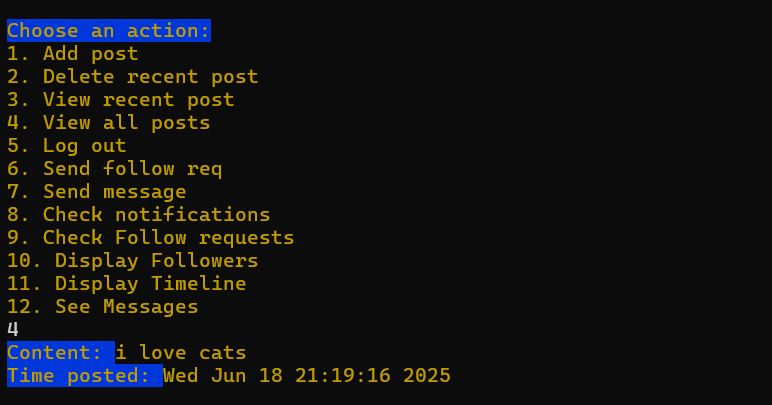 Choose an action:
1. Add post
2. Delete recent post
3. View recent post
4. View all posts
5. Log out
6. Send follow req
7. Send message
8. Check notifications
9. Check Follow requests
10. Display Followers
11. Display Timeline
12. See Messages
4
Content: i love cats
Time posted: Wed Jun 18 21:19:16 2025